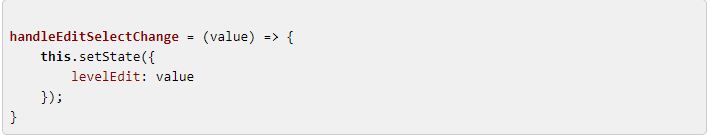 handleEditSelectChange = (value) => {
    this.setState({
        levelEdit: value
    });
}